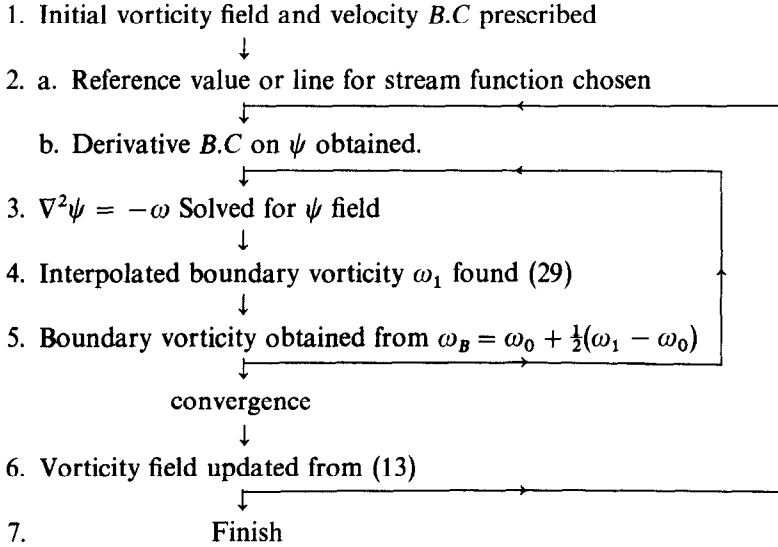 1. Initial vorticity field and velocity B.C prescribed
2. a. Reference value or line for stream function chosen
b. Derivative B.C on ψ obtained.
3. ∇²ψ = −ω Solved for ψ field
4. Interpolated boundary vorticity ω₁ found (29)
5. Boundary vorticity obtained from ω_B = ω₀ + ½(ω₁ − ω₀)
convergence
6. Vorticity field updated from (13)
7. Finish